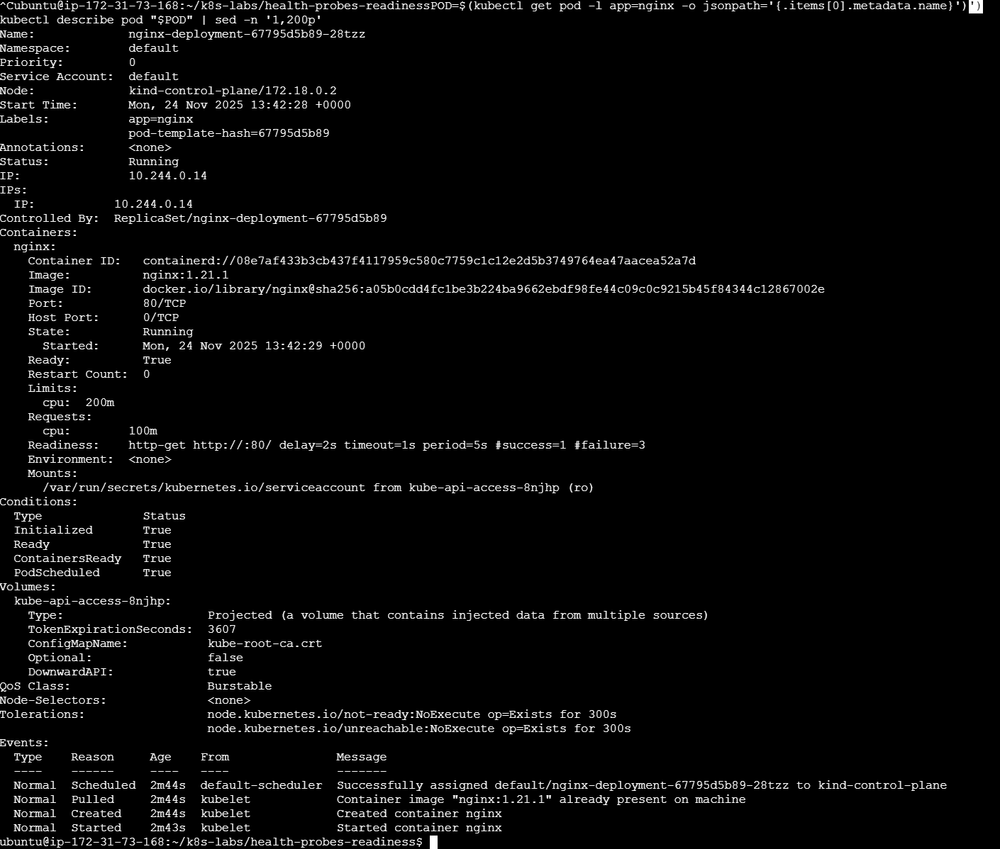 ^Cubuntu@ip-172-31-73-168:~/k8s-labs/health-probes-readinessPOD=$(kubectl get pod -l app=nginx -o jsonpath='{.items[0].metadata.name}')')
kubectl describe pod "$POD" | sed -n '1,200p'
Name:             nginx-deployment-67795d5b89-28tzz
Namespace:        default
Priority:         0
Service Account:  default
Node:             kind-control-plane/172.18.0.2
Start Time:       Mon, 24 Nov 2025 13:42:28 +0000
Labels:           app=nginx
                  pod-template-hash=67795d5b89
Annotations:      <none>
Status:           Running
IP:               10.244.0.14
IPs:
  IP:           10.244.0.14
Controlled By:  ReplicaSet/nginx-deployment-67795d5b89
Containers:
  nginx:
    Container ID:   containerd://08e7af433b3cb437f4117959c580c7759c1c12e2d5b3749764ea47aacea52a7d
    Image:          nginx:1.21.1
    Image ID:       docker.io/library/nginx@sha256:a05b0cdd4fc1be3b224ba9662ebdf98fe44c09c0c9215b45f84344c12867002e
    Port:           80/TCP
    Host Port:      0/TCP
    State:          Running
      Started:      Mon, 24 Nov 2025 13:42:29 +0000
    Ready:          True
    Restart Count:  0
    Limits:
      cpu:  200m
    Requests:
      cpu:        100m
    Readiness:    http-get http://:80/ delay=2s timeout=1s period=5s #success=1 #failure=3
    Environment:  <none>
    Mounts:
      /var/run/secrets/kubernetes.io/serviceaccount from kube-api-access-8njhp (ro)
Conditions:
  Type              Status
  Initialized       True
  Ready             True
  ContainersReady   True
  PodScheduled      True
Volumes:
  kube-api-access-8njhp:
    Type:                    Projected (a volume that contains injected data from multiple sources)
    TokenExpirationSeconds:  3607
    ConfigMapName:           kube-root-ca.crt
    Optional:                false
    DownwardAPI:             true
QoS Class:                   Burstable
Node-Selectors:              <none>
Tolerations:                 node.kubernetes.io/not-ready:NoExecute op=Exists for 300s
                             node.kubernetes.io/unreachable:NoExecute op=Exists for 300s
Events:
  Type    Reason     Age    From               Message
  ----    ------     ----   ----               -------
  Normal  Scheduled  2m44s  default-scheduler  Successfully assigned default/nginx-deployment-67795d5b89-28tzz to kind-control-plane
  Normal  Pulled     2m44s  kubelet            Container image "nginx:1.21.1" already present on machine
  Normal  Created    2m44s  kubelet            Created container nginx
  Normal  Started    2m43s  kubelet            Started container nginx
ubuntu@ip-172-31-73-168:~/k8s-labs/health-probes-readiness$